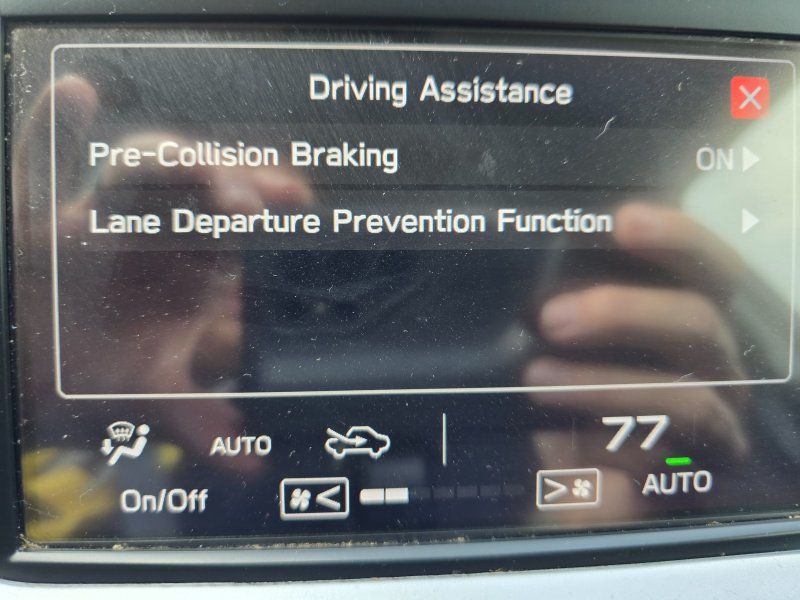 Driving Assistance
Pre-Collision Braking ON
Lane Departure Prevention Function
77
AUTO
AUTO
On/Off